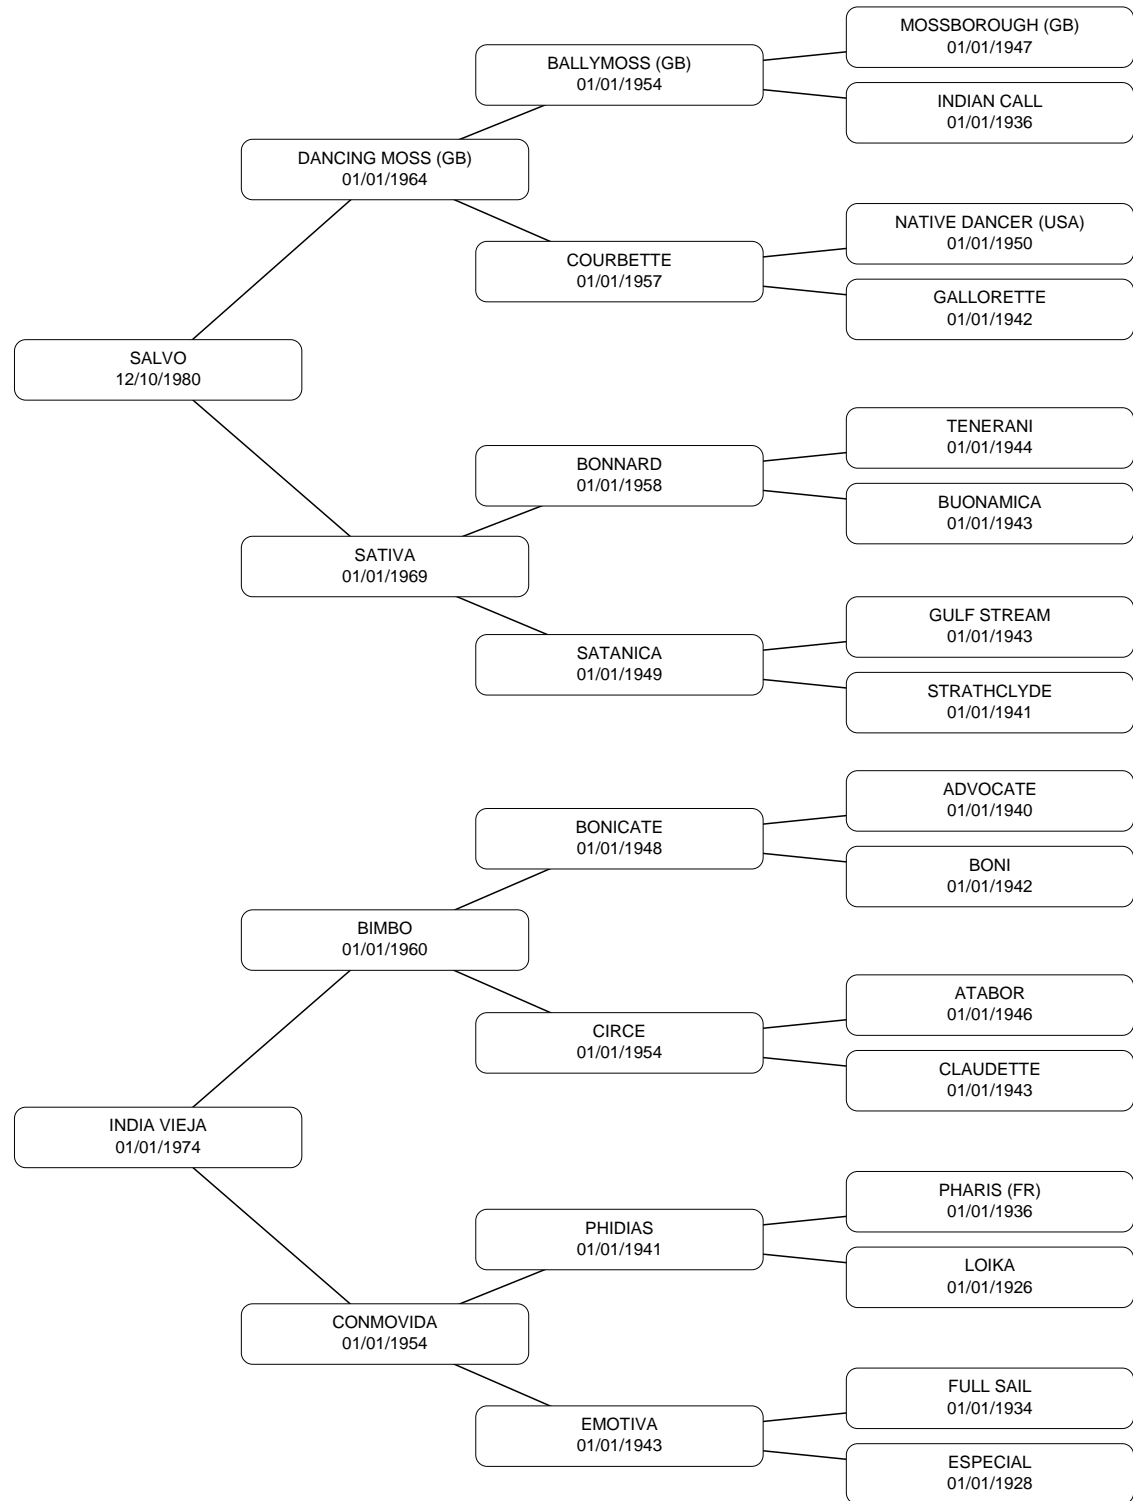 MOSSBOROUGH (GB)
01/01/1947
BALLYMOSS (GB)
01/01/1954
INDIAN CALL
01/01/1936
DANCING MOSS (GB)
01/01/1964
NATIVE DANCER (USA)
01/01/1950
COURBETTE
01/01/1957
GALLORETTE
01/01/1942
SALVO
12/10/1980
TENERANI
01/01/1944
BONNARD
01/01/1958
BUONAMICA
01/01/1943
SATIVA
01/01/1969
GULF STREAM
01/01/1943
SATANICA
01/01/1949
STRATHCLYDE
01/01/1941
ADVOCATE
01/01/1940
BONICATE
01/01/1948
BONI
01/01/1942
BIMBO
01/01/1960
ATABOR
01/01/1946
CIRCE
01/01/1954
CLAUDETTE
01/01/1943
INDIA VIEJA
01/01/1974
PHARIS (FR)
01/01/1936
PHIDIAS
01/01/1941
LOIKA
01/01/1926
CONMOVIDA
01/01/1954
FULL SAIL
01/01/1934
EMOTIVA
01/01/1943
ESPECIAL
01/01/1928